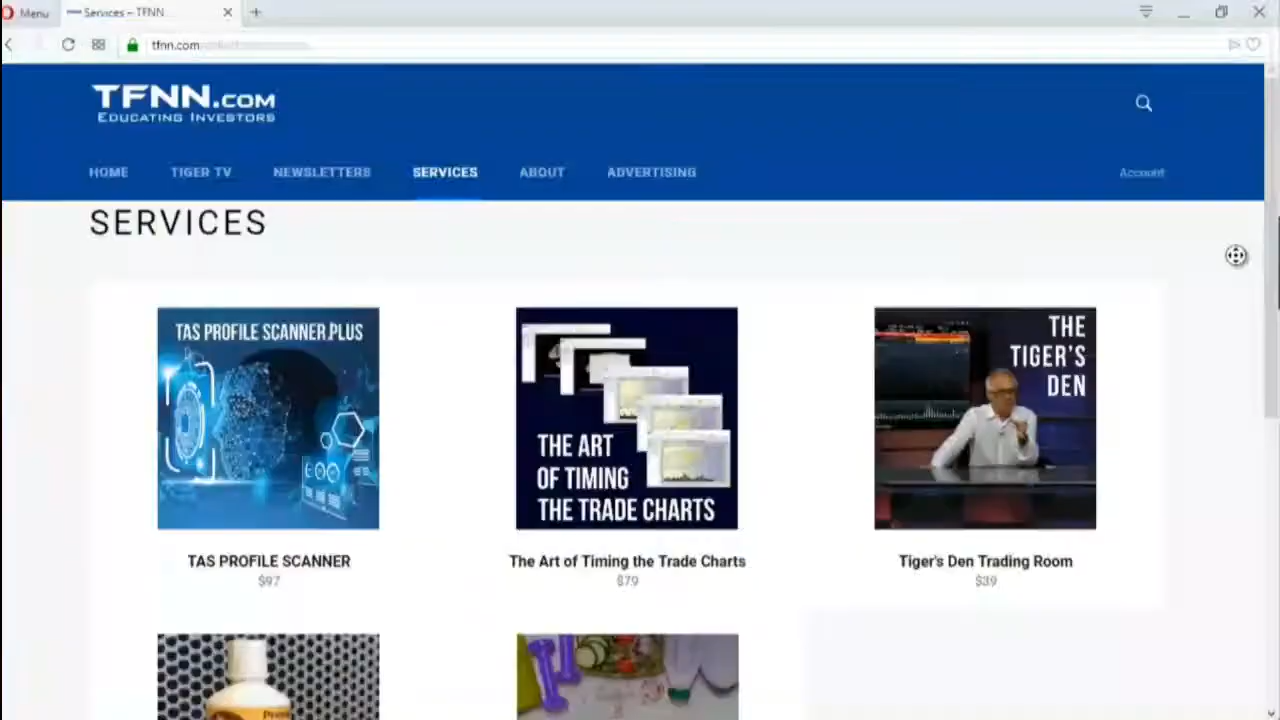 Menu
Services – TFNN
tfnn.com
TFNN.COM
EDUCATING INVESTORS
HOME TIGER TV NEWSLETTERS SERVICES ABOUT ADVERTISING Account
SERVICES
TAS PROFILE SCANNER PLUS
THE ART
OF TIMING
THE TRADE CHARTS
THE
TIGER'S
DEN
TAS PROFILE SCANNER
$97
The Art of Timing the Trade Charts
$79
Tiger's Den Trading Room
$39